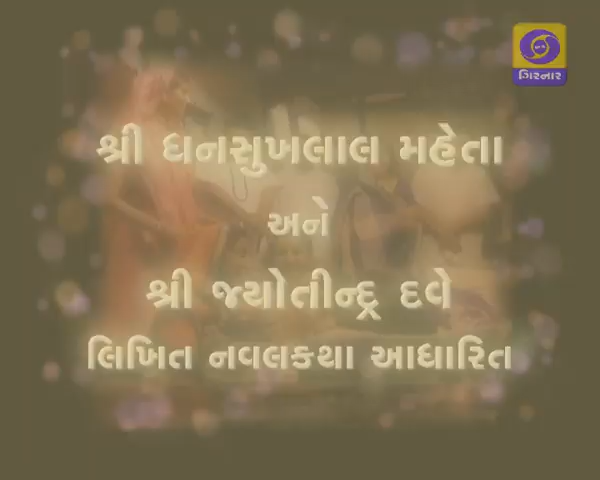 ગિરનાર
શ્રી ધનસુખલાલ મહેતા
અને
શ્રી જ્યોતીન્દ્ર દવે
લિખિત નવલકથા આધારિત